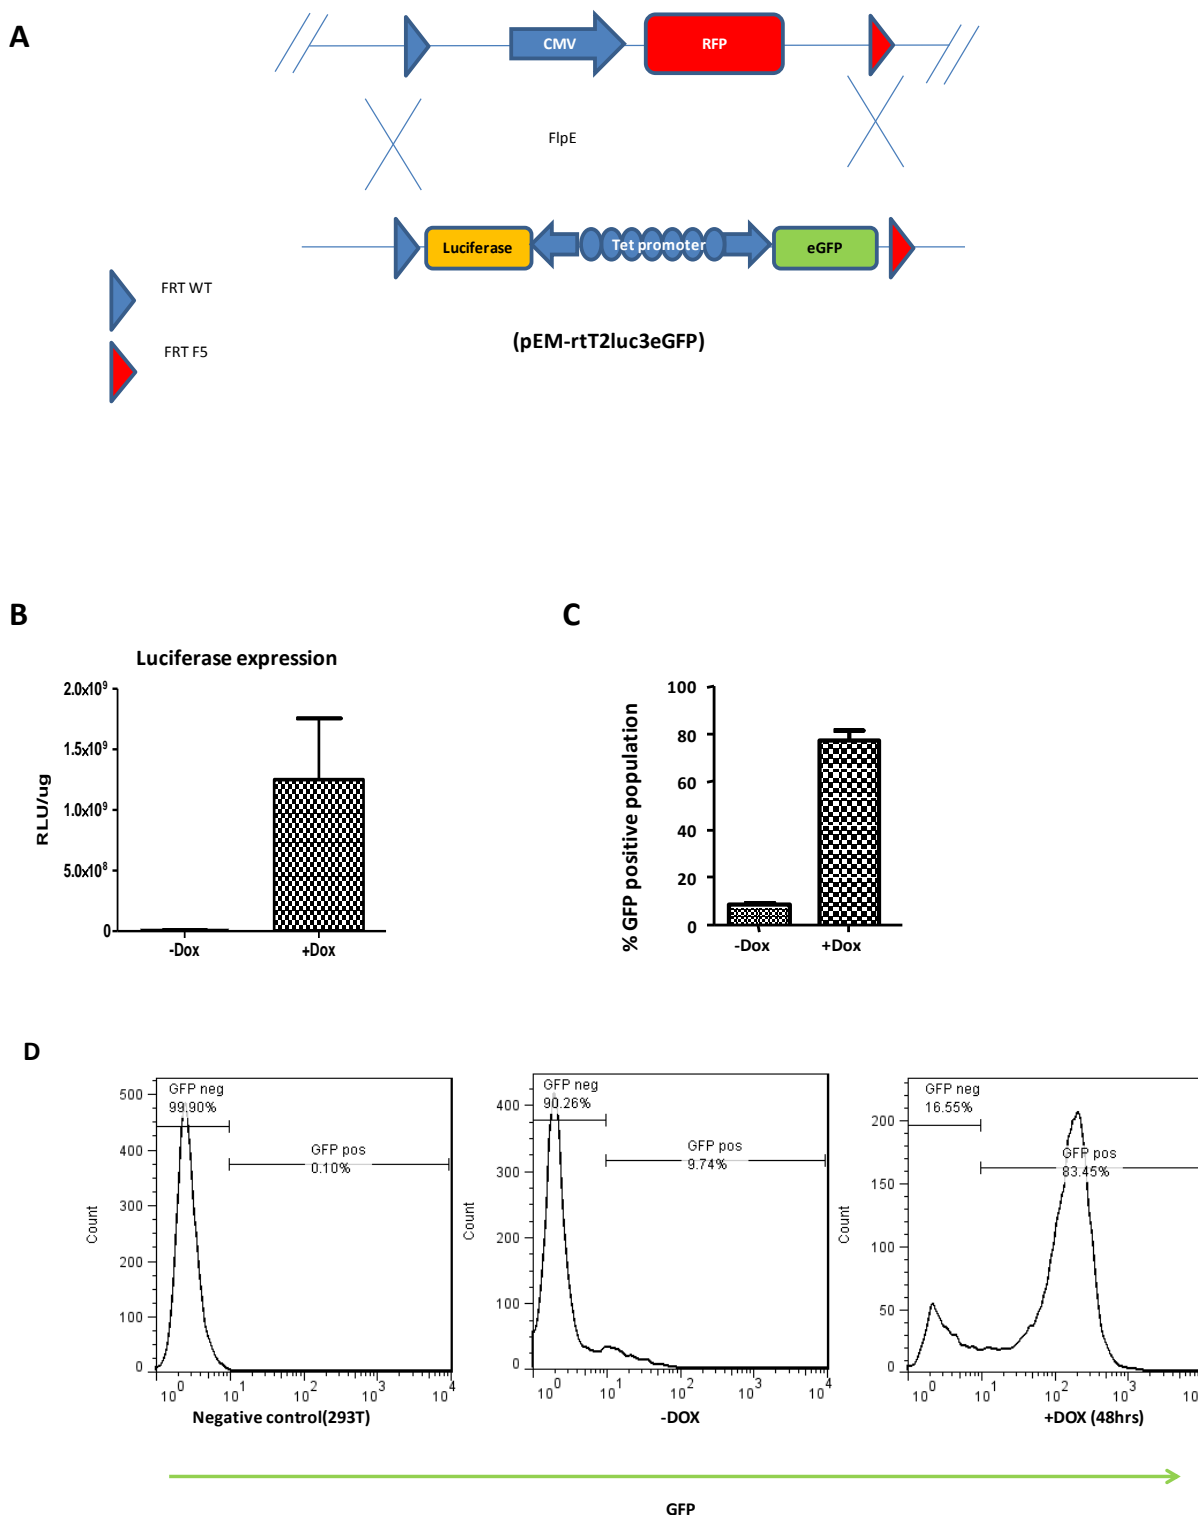 A
CMV
RFP
FlpE
Luciferase
Tet promoter
eGFP
FRT WT
FRT F5
(pEM-rtT2luc3eGFP)
B
Luciferase expression
RLU/ug
2.0x10⁹
1.5x10⁹
1.0x10⁹
5.0x10⁸
0
-Dox
+Dox
C
% GFP positive population
100
80
60
40
20
0
-Dox
+Dox
D
Count
500
400
300
200
100
0
GFP neg
99.90%
GFP pos
0.10%
10⁰ 10¹ 10² 10³ 10⁴
Negative control(293T)
Count
400
300
200
100
0
GFP neg
90.26%
GFP pos
9.74%
10⁰ 10¹ 10² 10³ 10⁴
-DOX
Count
200
150
100
50
0
GFP neg
16.55%
GFP pos
83.45%
10⁰ 10¹ 10² 10³
+DOX (48hrs)
GFP